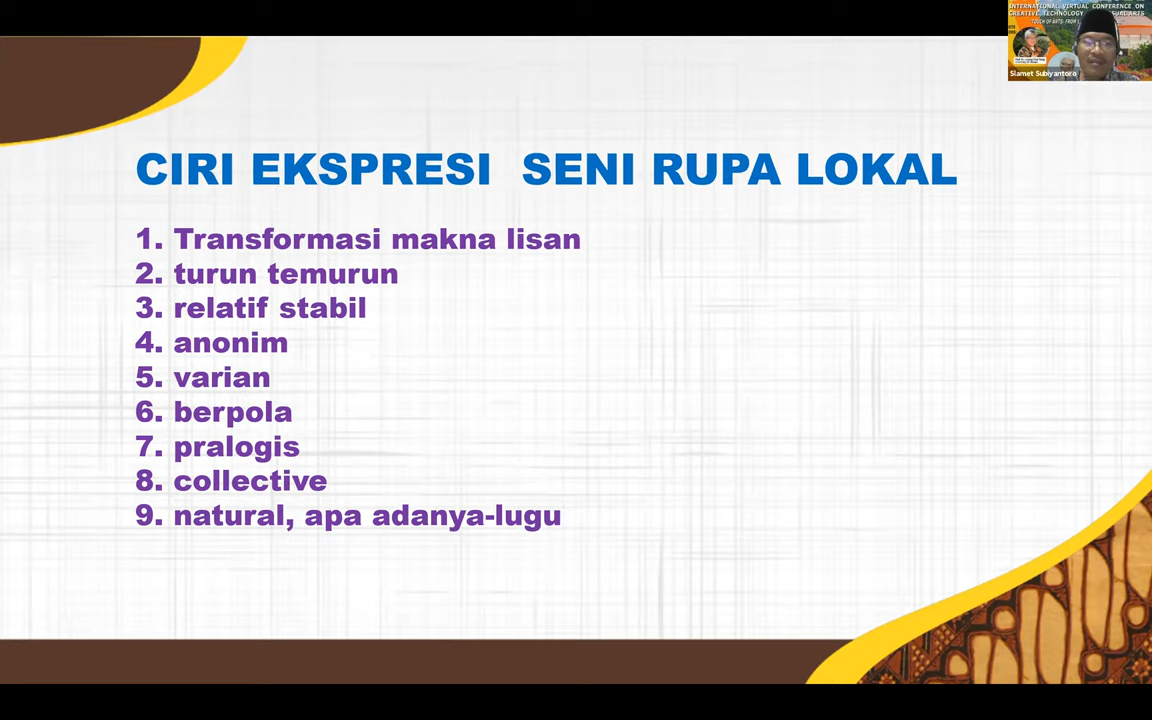 INTERNATIONAL VIRTUAL CONFERENCE ON
CREATIVE TECHNOLOGY
Slamet Subiyantoro
CIRI EKSPRESI SENI RUPA LOKAL
1. Transformasi makna lisan
2. turun temurun
3. relatif stabil
4. anonim
5. varian
6. berpola
7. pralogis
8. collective
9. natural, apa adanya-lugu